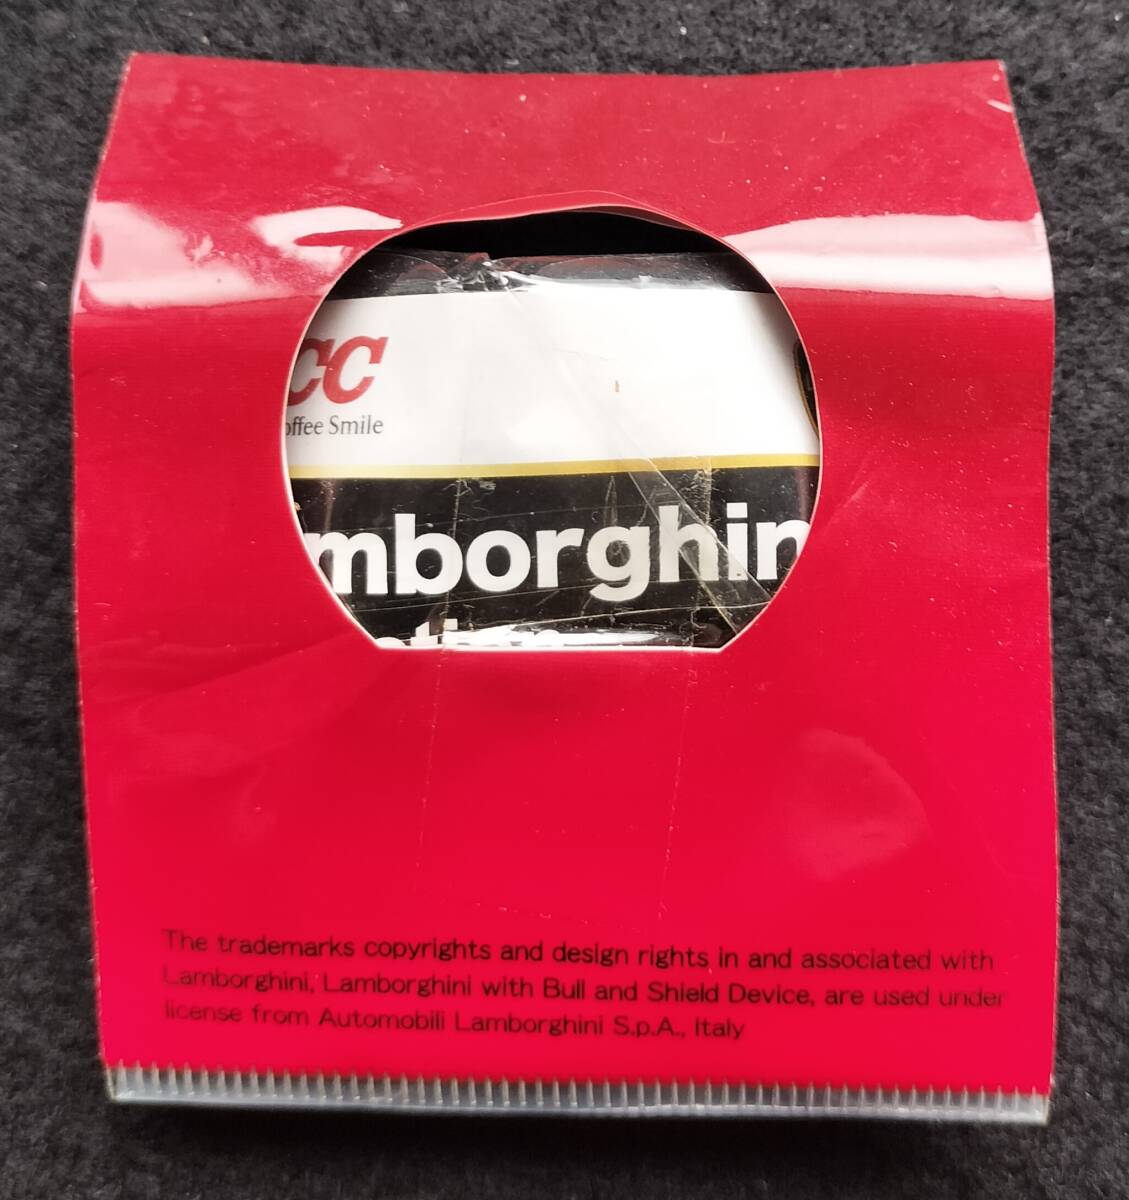 CC
offee Smile
mborghin
The trademarks copyrights and design rights in and associated with
Lamborghini, Lamborghini with Bull and Shield Device, are used under
license from Automobili Lamborghini S.p.A., Italy